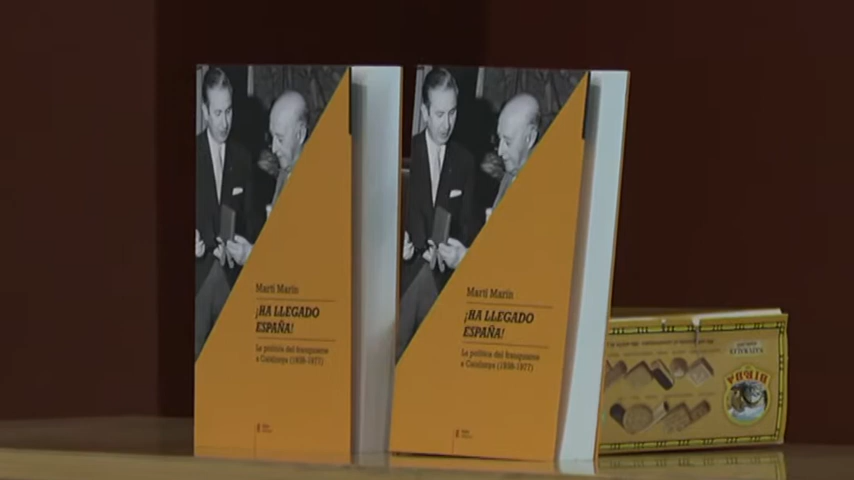 Martí Marín
¡HA LLEGADO
ESPAÑA!
La política del franquisme
a Catalunya (1938-1977)
Martí Marín
¡HA LLEGADO
ESPAÑA!
La política del franquisme
a Catalunya (1938-1977)
BIRBA